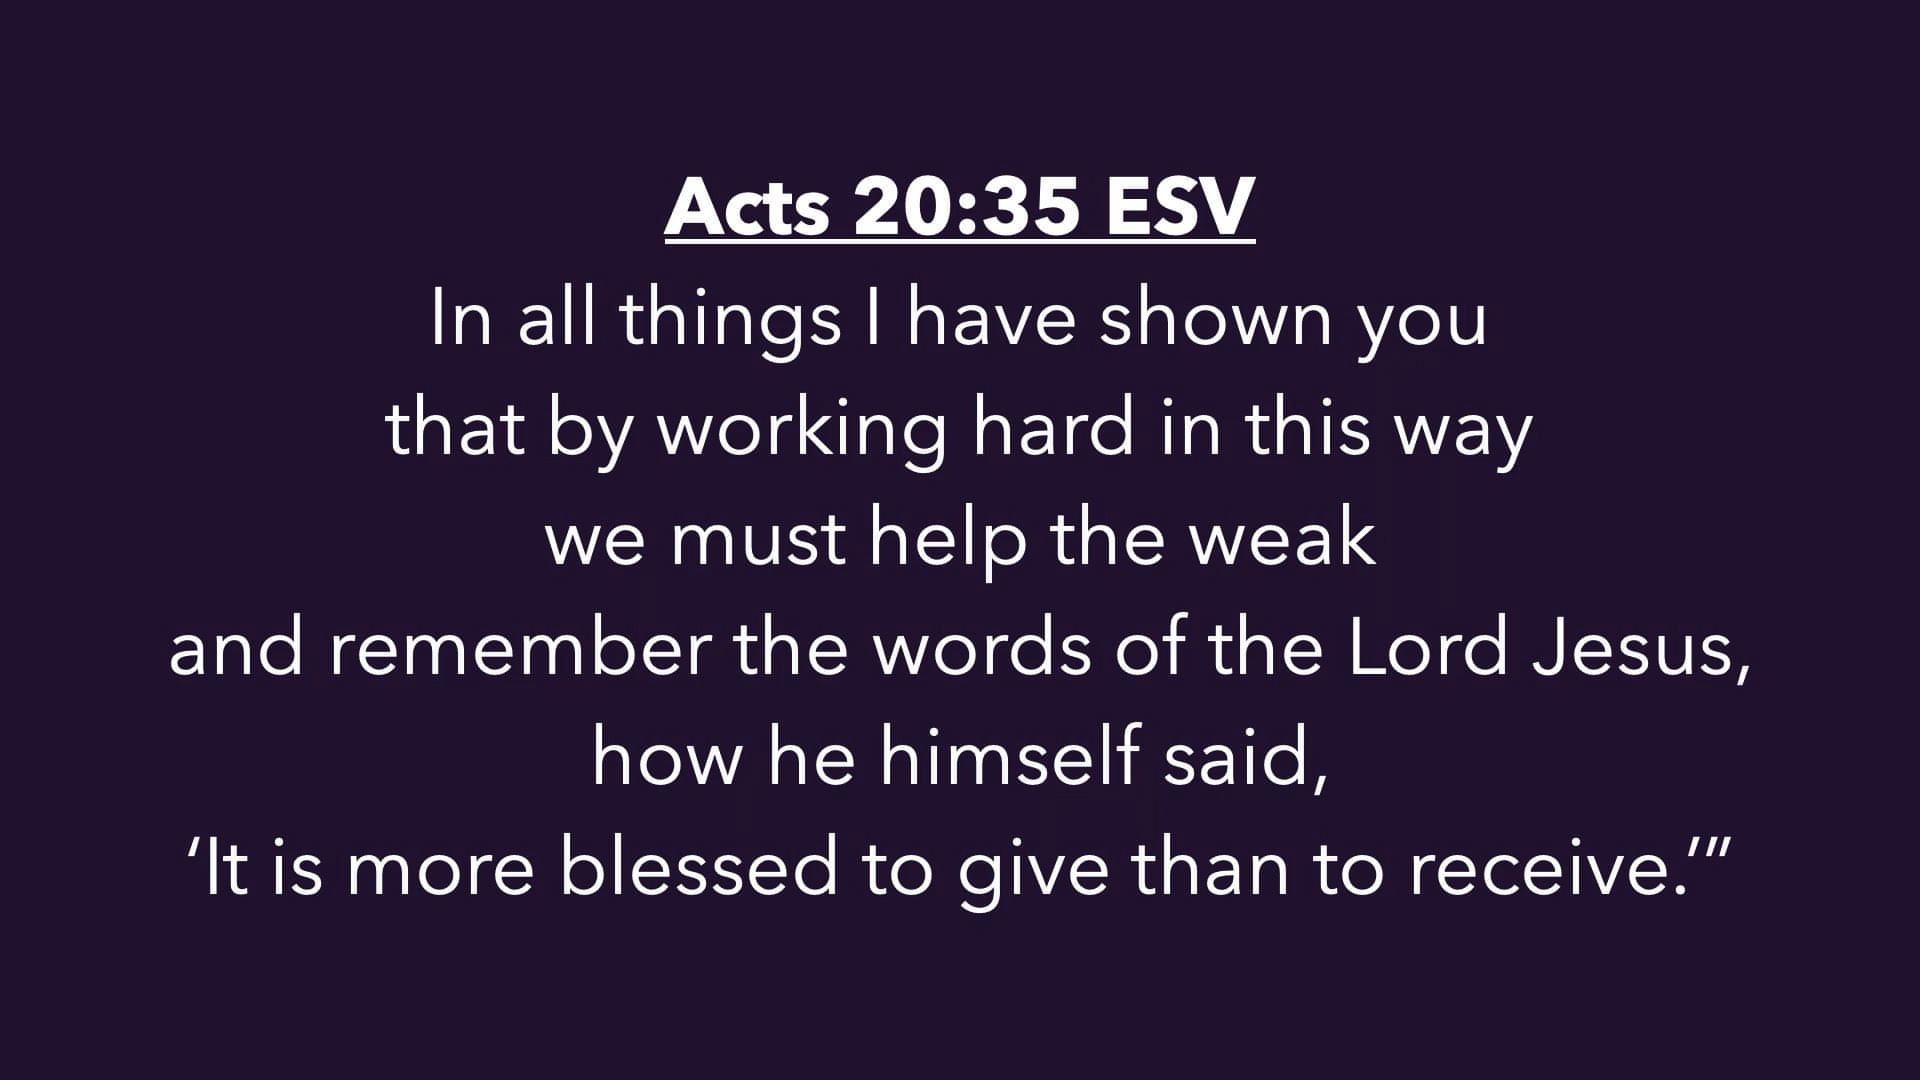 Acts 20:35 ESV
In all things I have shown you
that by working hard in this way
we must help the weak
and remember the words of the Lord Jesus,
how he himself said,
‘It is more blessed to give than to receive.’”